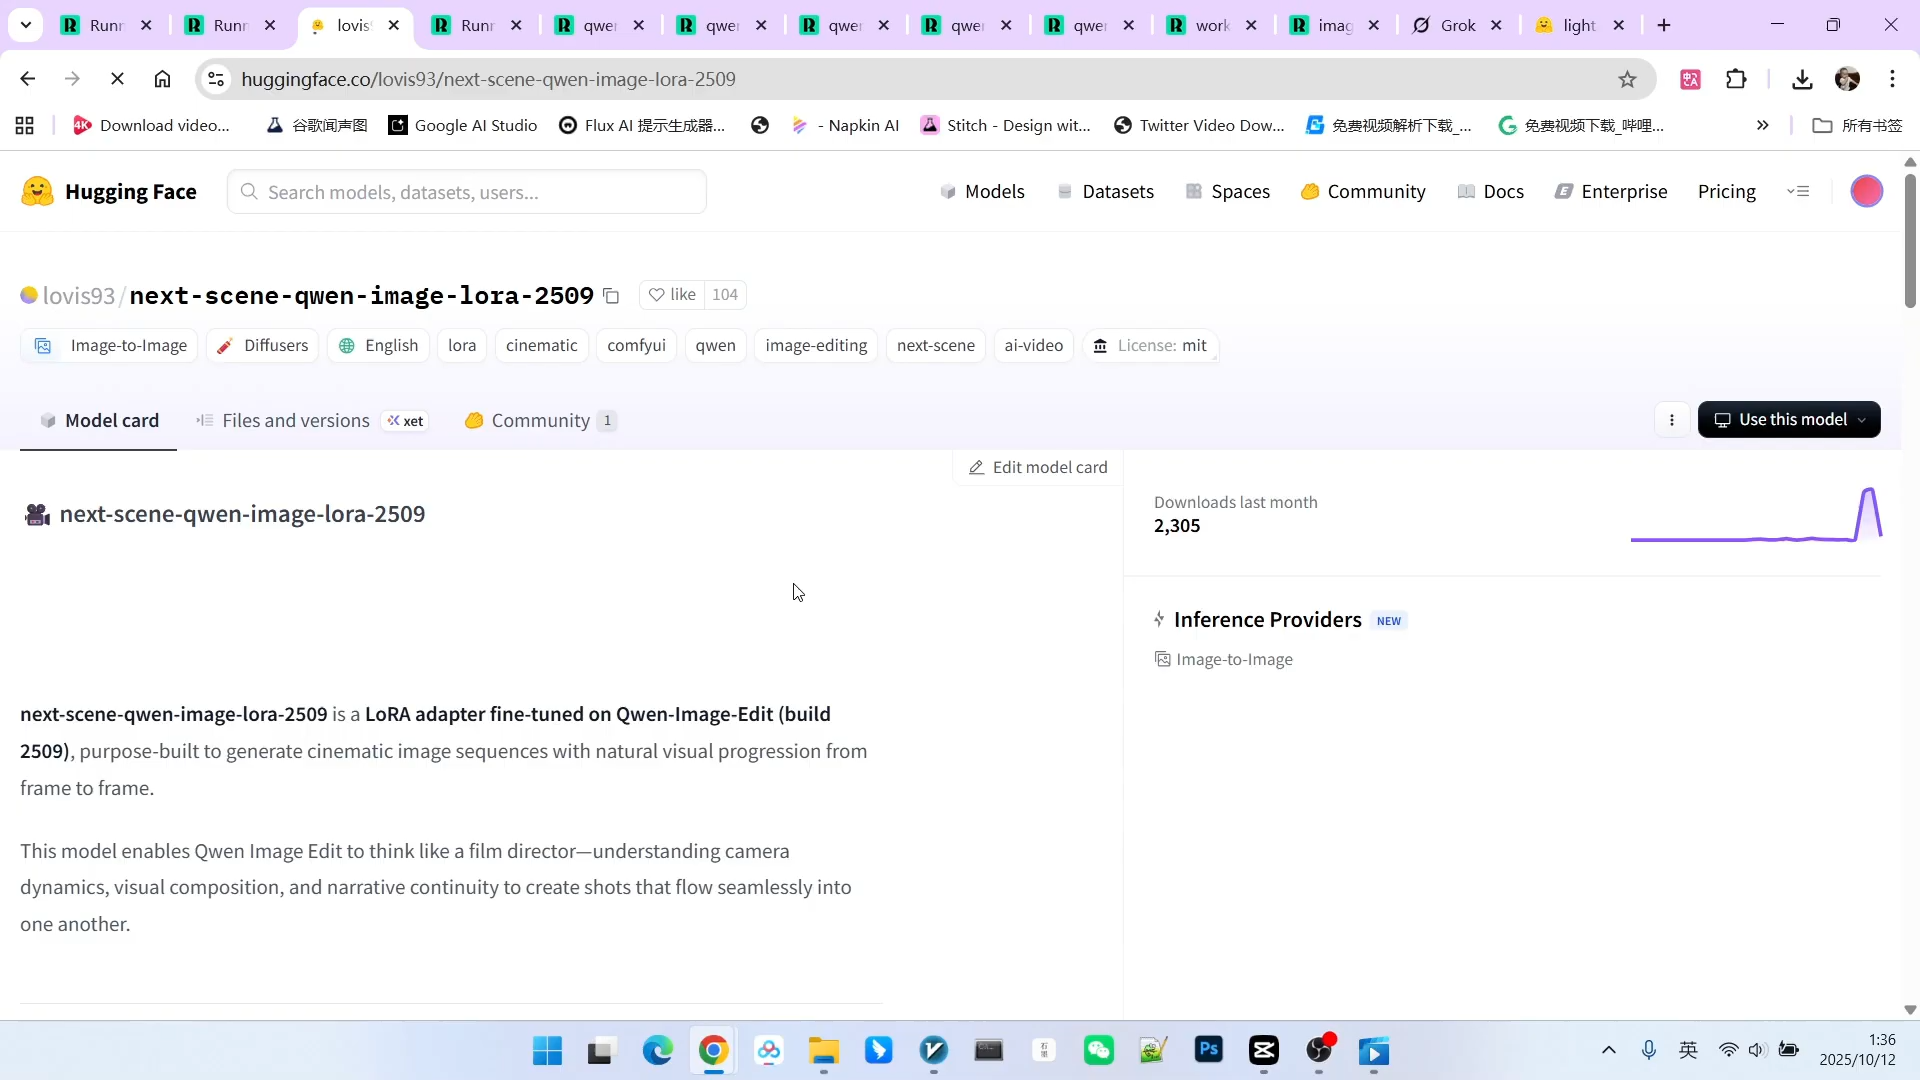 Runn
Runn
lovis
Runn
qwen
qwen
qwen
qwen
qwen
work
imag
Grok
light
huggingface.co/lovis93/next-scene-qwen-image-lora-2509
Download video...
谷歌闻声图
Google AI Studio
Flux AI 提示生成器...
- Napkin AI
Stitch - Design wit...
Twitter Video Dow...
免费视频解析下载_...
免费视频下载_哔哩...
所有书签
Hugging Face
Search models, datasets, users...
Models
Datasets
Spaces
Community
Docs
Enterprise
Pricing
lovis93/next-scene-qwen-image-lora-2509
like 104
Image-to-Image
Diffusers
English
lora
cinematic
comfyui
qwen
image-editing
next-scene
ai-video
License: mit
Model card
Files and versions
xet
Community 1
Use this model
Edit model card
next-scene-qwen-image-lora-2509
Downloads last month
2,305
Inference Providers NEW
Image-to-Image
next-scene-qwen-image-lora-2509 is a LoRA adapter fine-tuned on Qwen-Image-Edit (build
2509), purpose-built to generate cinematic image sequences with natural visual progression from
frame to frame.
This model enables Qwen Image Edit to think like a film director—understanding camera
dynamics, visual composition, and narrative continuity to create shots that flow seamlessly into
one another.
Ps
英
1:36
2025/10/12